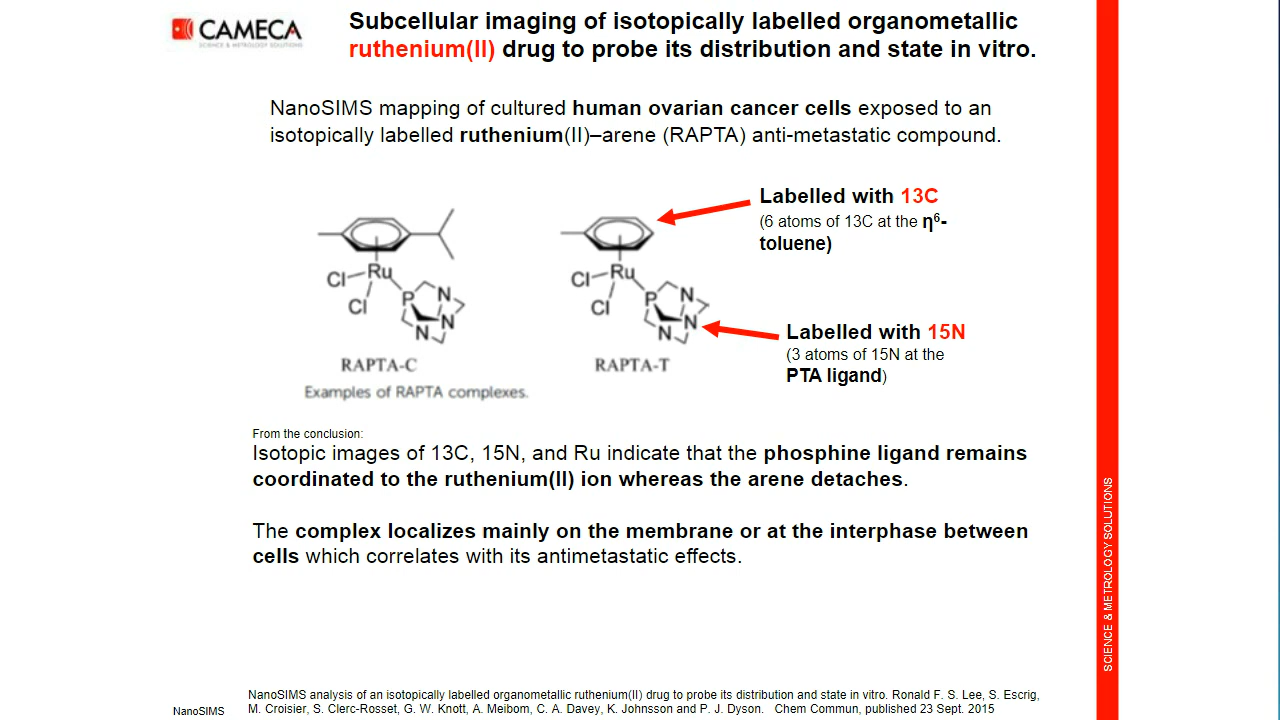 CAMECA
SCIENCE & METROLOGY SOLUTIONS
Subcellular imaging of isotopically labelled organometallic
ruthenium(II) drug to probe its distribution and state in vitro.
NanoSIMS mapping of cultured human ovarian cancer cells exposed to an
isotopically labelled ruthenium(II)–arene (RAPTA) anti-metastatic compound.
Labelled with 13C
(6 atoms of 13C at the η6-
toluene)
Ru
Cl
Cl
P
N
N
N
RAPTA-C
Ru
Cl
Cl
P
N
N
N
RAPTA-T
Labelled with 15N
(3 atoms of 15N at the
PTA ligand)
Examples of RAPTA complexes.
From the conclusion:
Isotopic images of 13C, 15N, and Ru indicate that the phosphine ligand remains
coordinated to the ruthenium(II) ion whereas the arene detaches.
The complex localizes mainly on the membrane or at the interphase between
cells which correlates with its antimetastatic effects.
SCIENCE & METROLOGY SOLUTIONS
NanoSIMS analysis of an isotopically labelled organometallic ruthenium(II) drug to probe its distribution and state in vitro. Ronald F. S. Lee, S. Escrig,
M. Croisier, S. Clerc-Rosset, G. W. Knott, A. Meibom, C. A. Davey, K. Johnsson and P. J. Dyson. Chem Commun, published 23 Sept. 2015
NanoSIMS